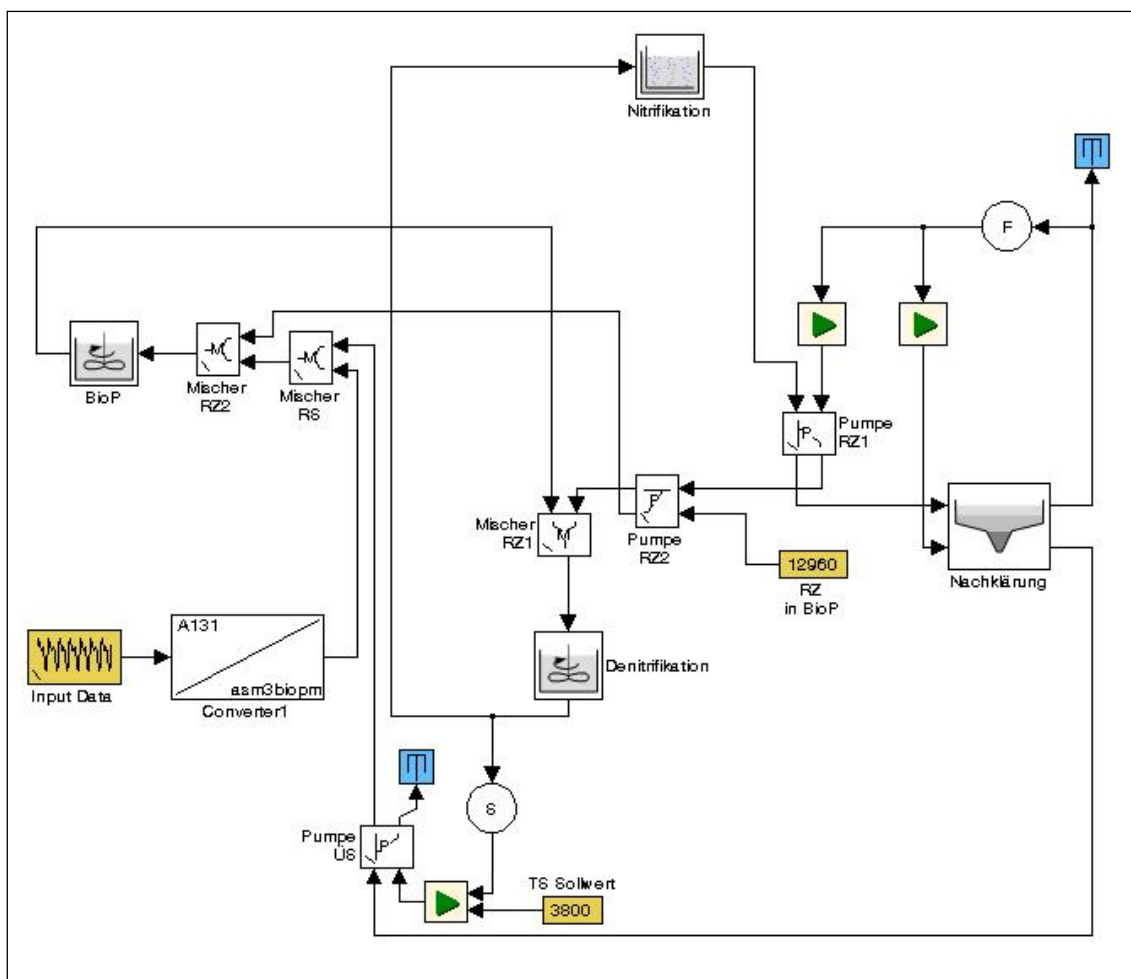 Nitrifikation
F
M
M
BioP
Mischer
RZ2
Mischer
RS
P
Pumpe
RZ1
P
Mischer
RZ1
M
Pumpe
RZ2
12960
RZ
in BioP
Nachklärung
A131
asm3biopm
Input Data
Converter1
Denitrifikation
S
Pumpe
ÜS
P
TS Sollwert
3800